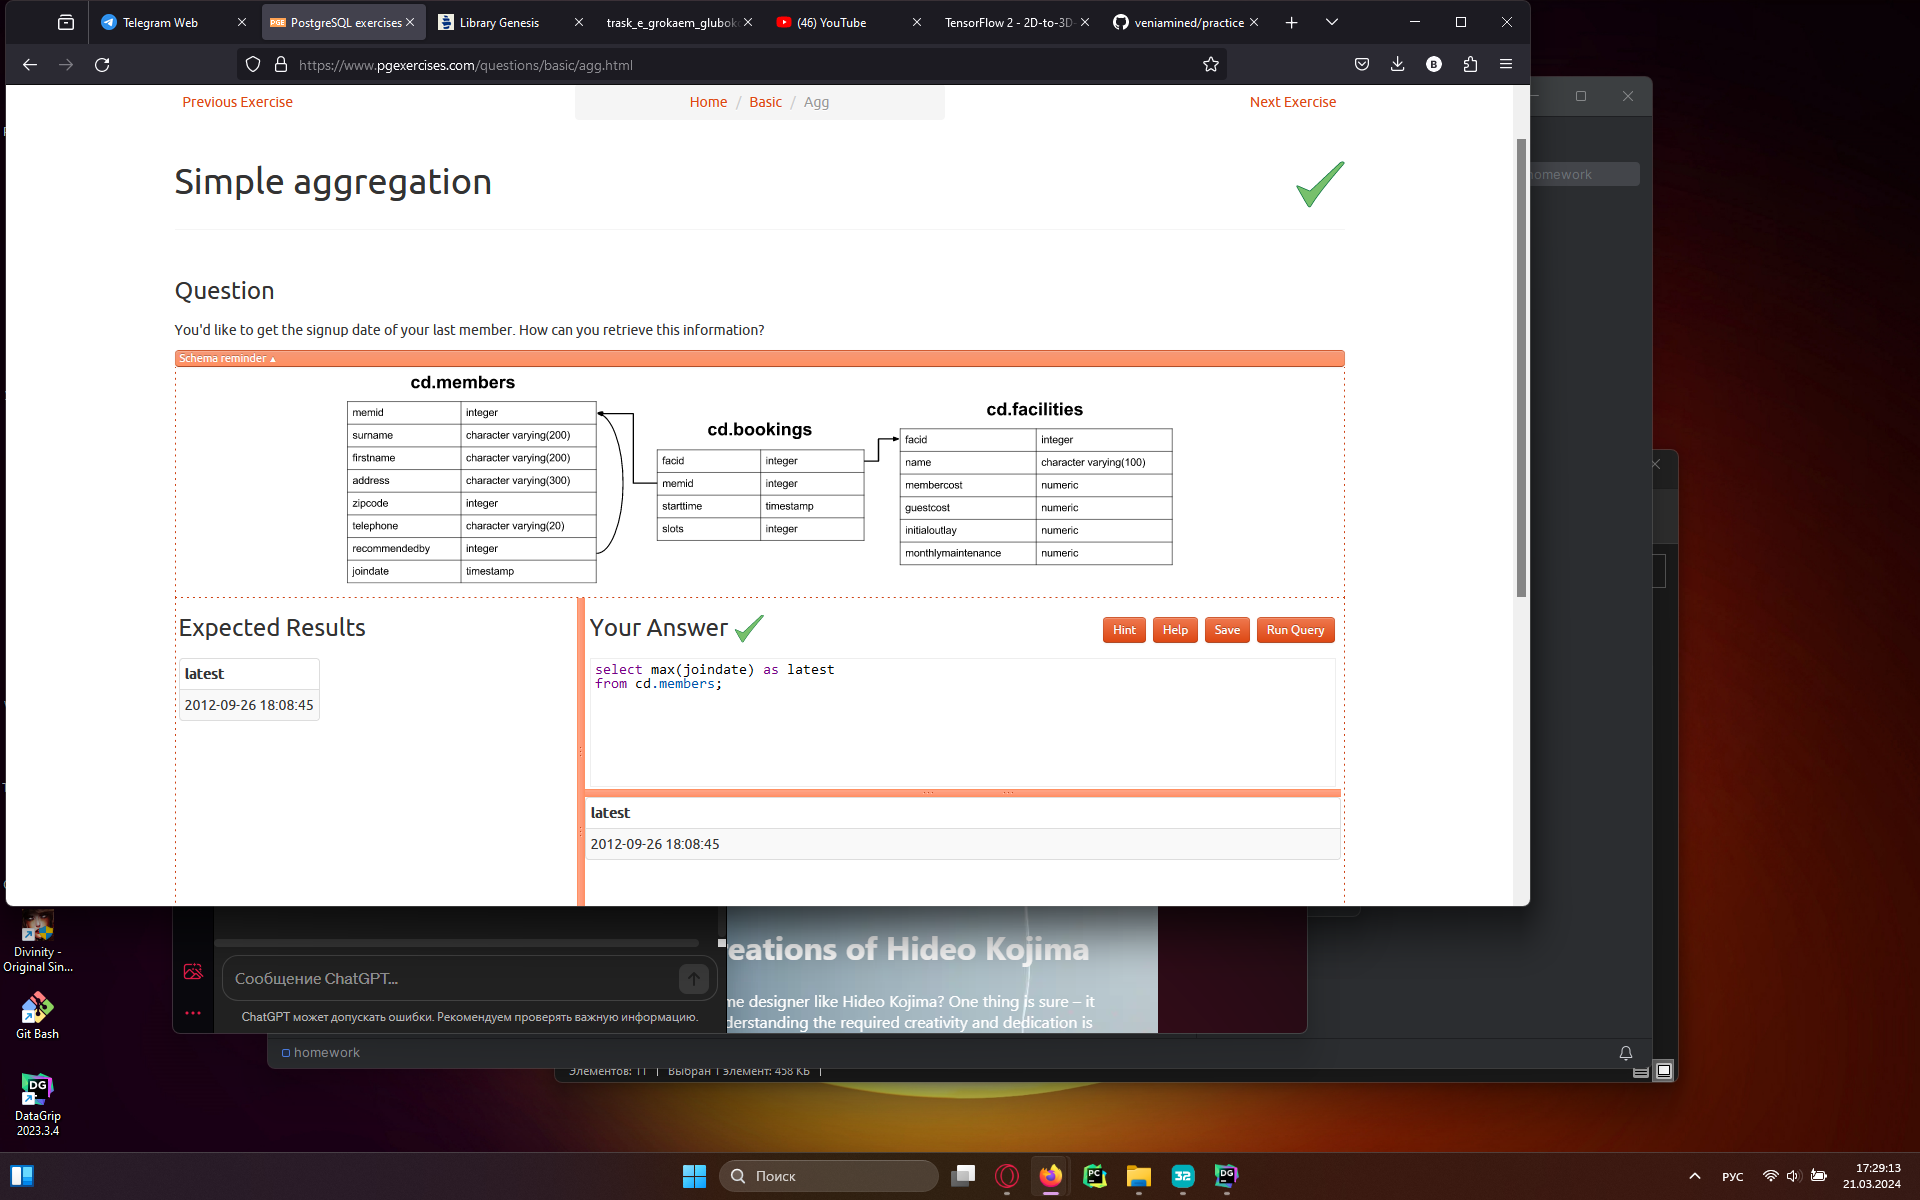 Telegram Web
PostgreSQL exercises
Library Genesis
trask_e_grokaem_gluboko
(46) YouTube
TensorFlow 2 - 2D-to-3D-
veniamined/practice
https://www.pgexercises.com/questions/basic/agg.html
Previous Exercise
Home / Basic / Agg
Next Exercise
Simple aggregation
homework
Question
You'd like to get the signup date of your last member. How can you retrieve this information?
Schema reminder ▲
cd.members
memid integer
surname character varying(200)
firstname character varying(200)
address character varying(300)
zipcode integer
telephone character varying(20)
recommendedby integer
joindate timestamp
cd.bookings
facid integer
memid integer
starttime timestamp
slots integer
cd.facilities
facid integer
name character varying(100)
membercost numeric
guestcost numeric
initialoutlay numeric
monthlymaintenance numeric
Expected Results
latest
2012-09-26 18:08:45
Your Answer
Hint
Help
Save
Run Query
select max(joindate) as latest
from cd.members;
latest
2012-09-26 18:08:45
Divinity -
Original Sin...
Git Bash
DataGrip
2023.3.4
Сообщение ChatGPT...
ChatGPT может допускать ошибки. Рекомендуем проверять важную информацию.
eations of Hideo Kojima
me designer like Hideo Kojima? One thing is sure – it
derstanding the required creativity and dedication is
homework
Элементов: 11 | Выбран 1 элемент: 458 КБ |
Поиск
РУС
17:29:13
21.03.2024